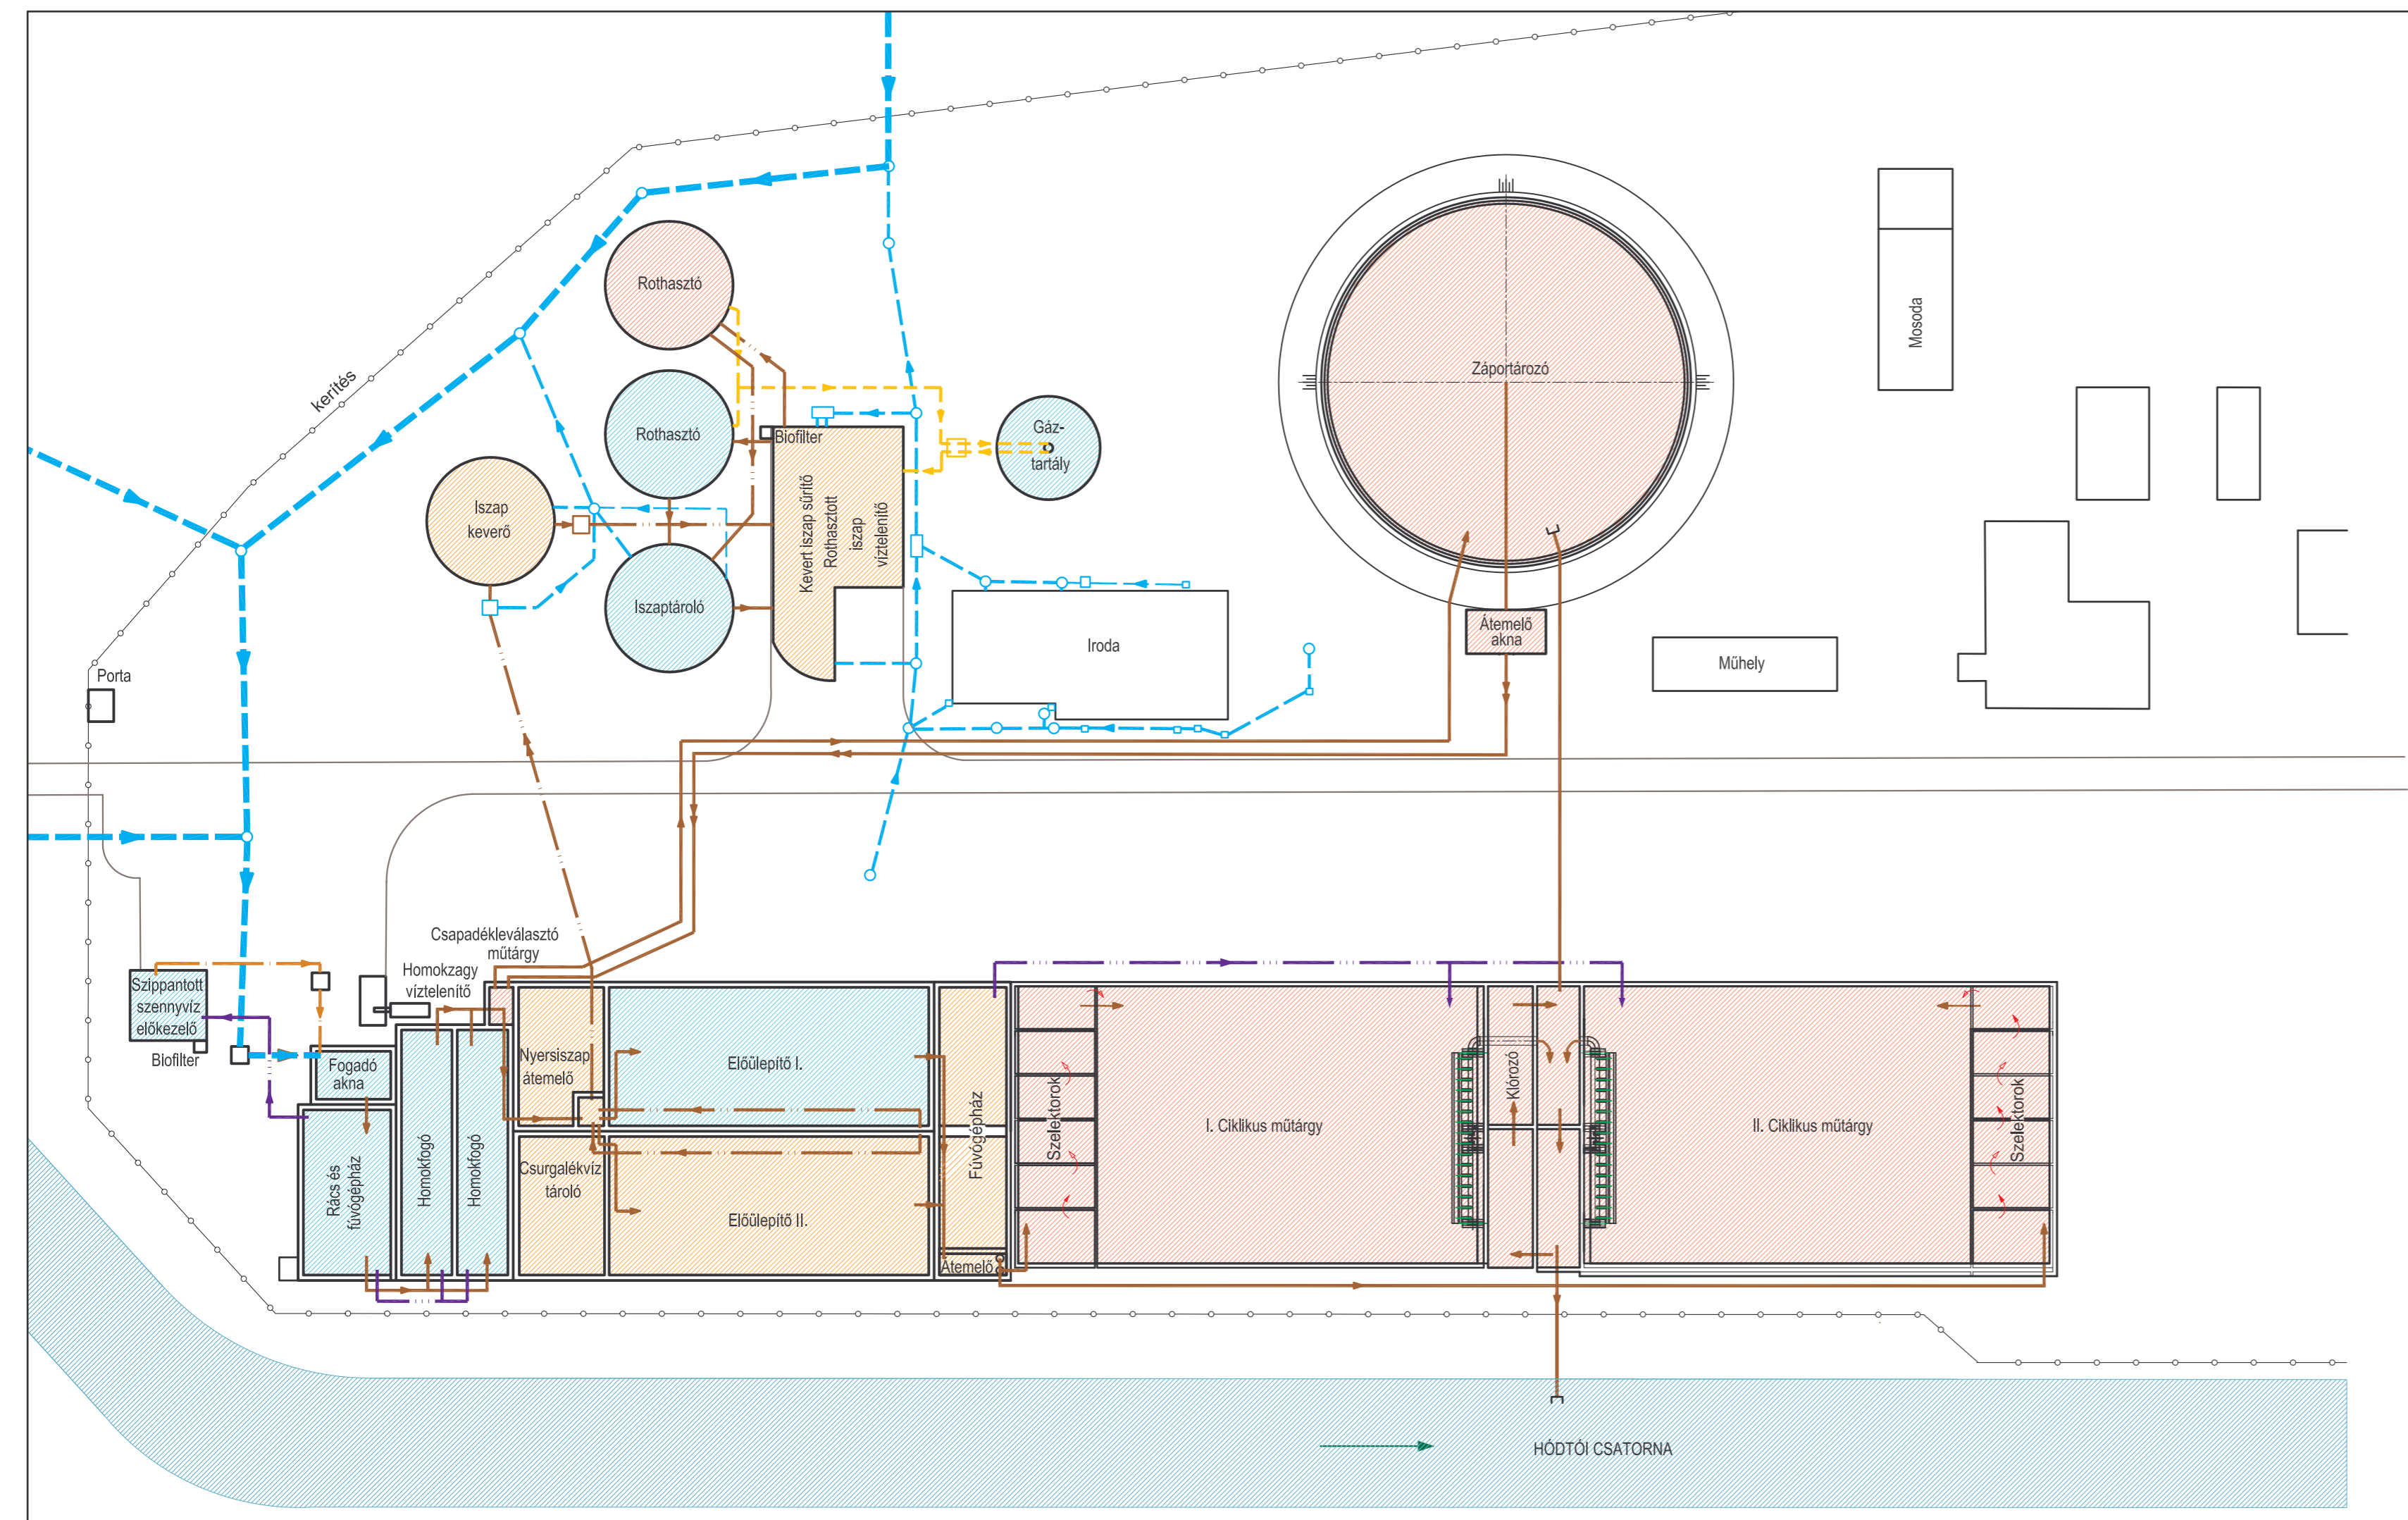 Rothasztó
Mosoda
Záportározó
kerítés
Rothasztó
Biofilter
Gáz-
tartály
Iszap
keverő
Kevert iszap sűrítő
Rothasztott
iszap
víztelenítő
Iszaptároló
Iroda
Átemelő
akna
Műhely
Porta
Csapadékleválasztó
műtárgy
Homokzagy
víztelenítő
Szippantott
szennyvíz
előkezelő
Biofilter
Fogadó
akna
Nyersiszap
átemelő
Előülepítő I.
Fúvógépház
Szelektorok
I. Ciklikus műtárgy
Klórozó
II. Ciklikus műtárgy
Szelektorok
Rács és
fúvógépház
Homokfogó
Homokfogó
Csurgalékvíz
tároló
Előülepítő II.
Átemelő
HÓDTÓI CSATORNA